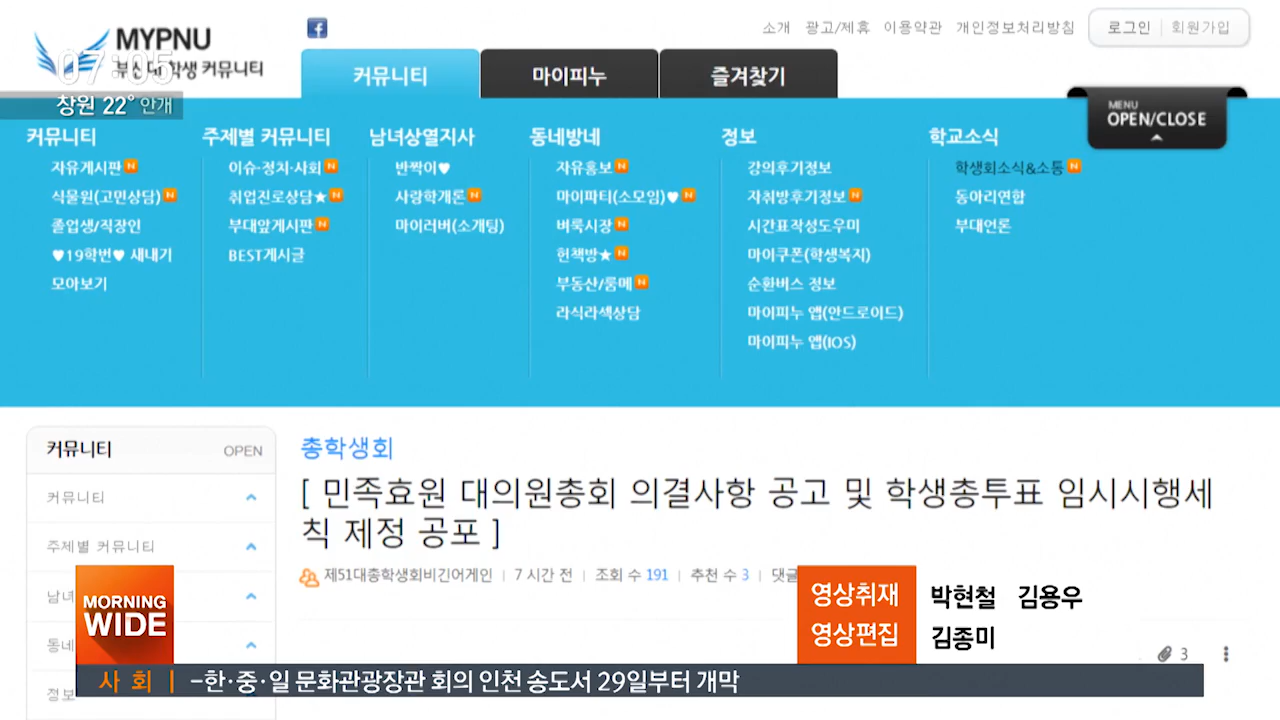 MYPNU
부산대 학생 커뮤니티
07:05
창원 22° 안개
f
소개 광고/제휴 이용약관 개인정보처리방침 로그인 회원가입
커뮤니티 마이피누 즐겨찾기
MENU
OPEN/CLOSE
커뮤니티
자유게시판 N
식물원(고민상담) N
졸업생/직장인
♥19학번♥ 새내기
모아보기
주제별 커뮤니티
이슈·정치·사회 N
취업진로상담★ N
부대앞게시판 N
BEST게시글
남녀상열지사
반짝이♥
사랑학개론 N
마이러버(소개팅)
동네방네
자유홍보 N
마이파티(소모임)♥ N
벼룩시장 N
헌책방★ N
부동산/룸메 N
라식라섹상담
정보
강의후기정보
자취방후기정보 N
시간표작성도우미
마이쿠폰(학생복지)
순환버스 정보
마이피누 앱(안드로이드)
마이피누 앱(IOS)
학교소식
학생회소식&소통 N
동아리연합
부대언론
커뮤니티 OPEN
커뮤니티
주제별 커뮤니티
남녀
동네
정보
총학생회
[ 민족효원 대의원총회 의결사항 공고 및 학생총투표 임시시행세
칙 제정 공포 ]
제51대총학생회비긴어게인 | 7 시간 전 | 조회 수 191 | 추천 수 3 | 댓글
3
MORNING
WIDE
영상취재 박현철 김용우
영상편집 김종미
사 회 | -한·중·일 문화관광장관 회의 인천 송도서 29일부터 개막